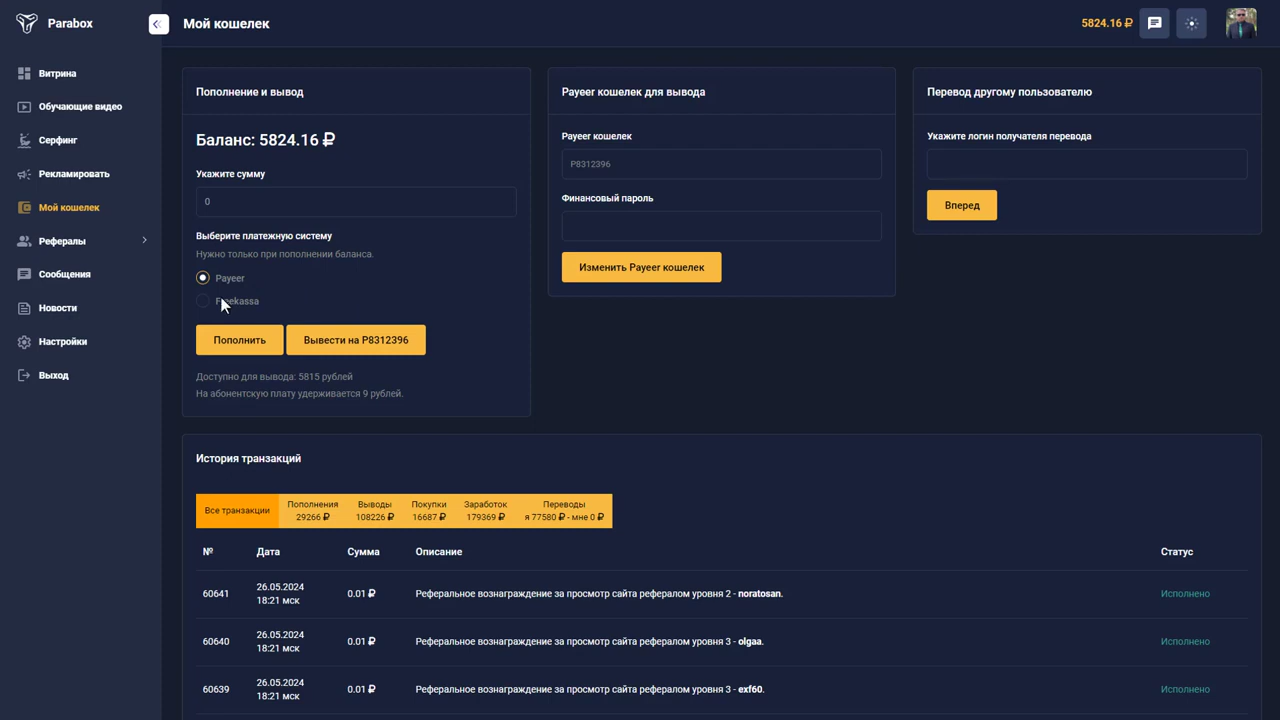 Parabox
Мой кошелек
5824.16 ₽
Витрина
Обучающие видео
Серфинг
Рекламировать
Мой кошелек
Рефералы
Сообщения
Новости
Настройки
Выход
Пополнение и вывод
Баланс: 5824.16 ₽
Укажите сумму
0
Выберите платежную систему
Нужно только при пополнении баланса.
Payeer
Freekassa
Пополнить
Вывести на P8312396
Доступно для вывода: 5815 рублей
На абонентскую плату удерживается 9 рублей.
Payeer кошелек для вывода
Payeer кошелек
P8312396
Финансовый пароль
Изменить Payeer кошелек
Перевод другому пользователю
Укажите логин получателя перевода
Вперед
История транзакций
Все транзакции
Пополнения
29266 ₽
Выводы
108226 ₽
Покупки
16687 ₽
Заработок
179369 ₽
Переводы
я 77580 ₽ - мне 0 ₽
№ Дата Сумма Описание Статус
60641 26.05.2024 18:21 мск 0.01 ₽ Реферальное вознаграждение за просмотр сайта рефералом уровня 2 - noratosan. Исполнено
60640 26.05.2024 18:21 мск 0.01 ₽ Реферальное вознаграждение за просмотр сайта рефералом уровня 3 - olgaa. Исполнено
60639 26.05.2024 18:21 мск 0.01 ₽ Реферальное вознаграждение за просмотр сайта рефералом уровня 3 - exf60. Исполнено